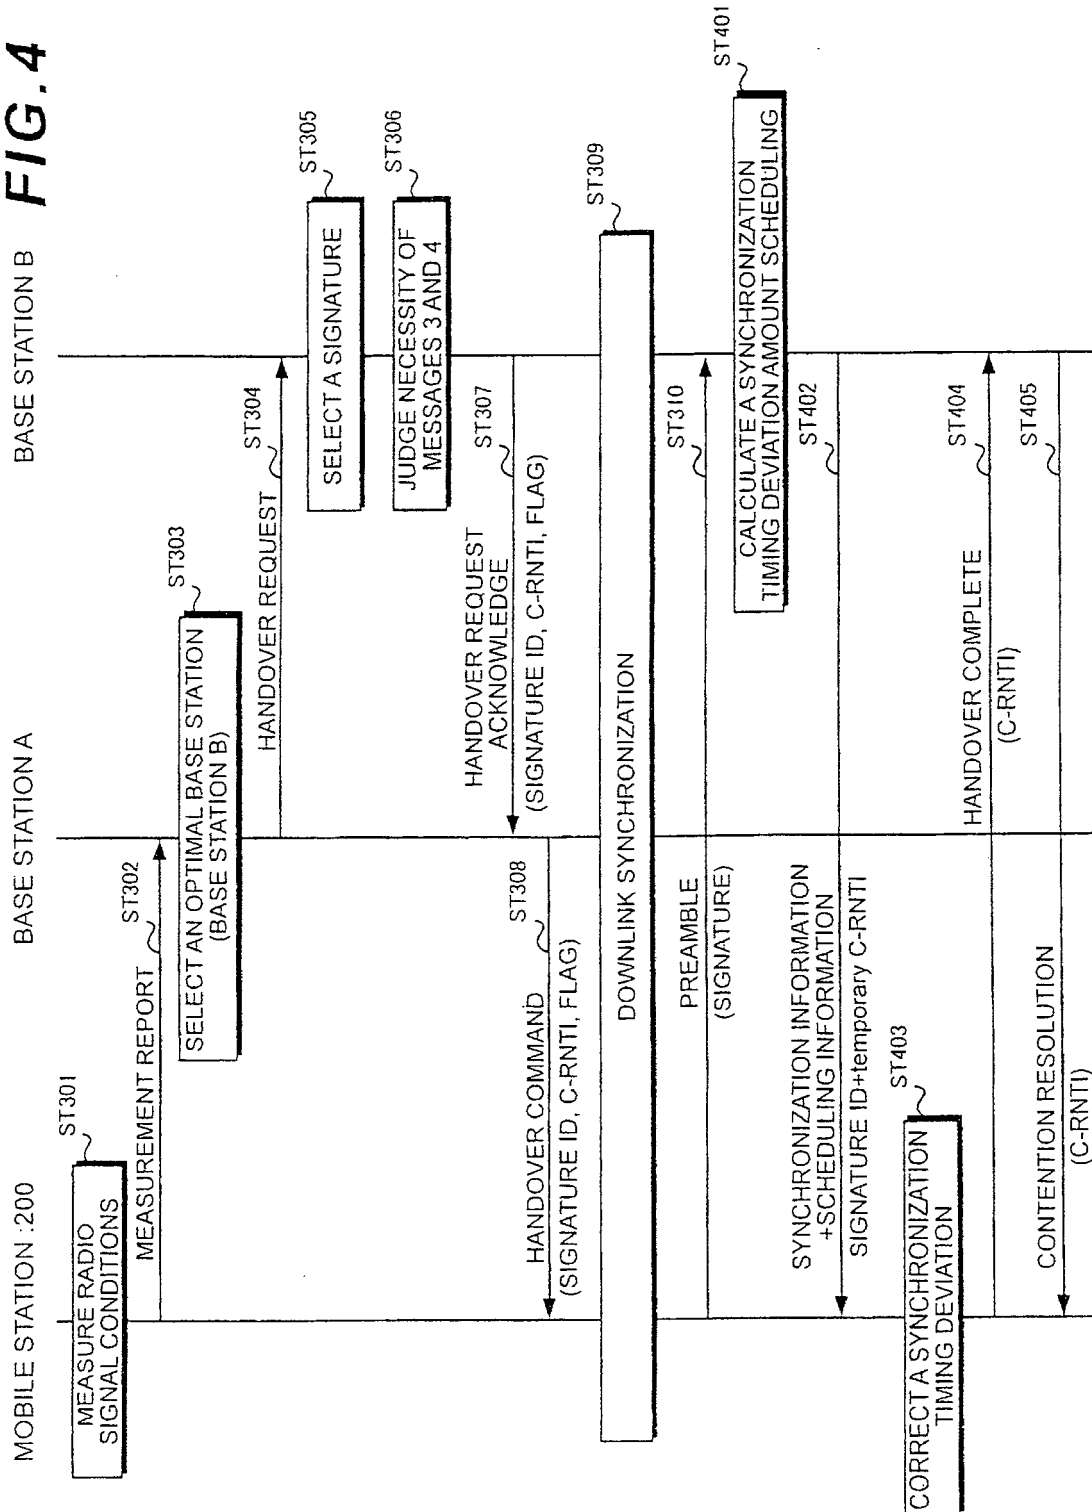 FIG. 4
MOBILE STATION :200
BASE STATION A
BASE STATION B
MEASURE RADIO
SIGNAL CONDITIONS
ST301
MEASUREMENT REPORT
ST302
SELECT AN OPTIMAL BASE STATION
(BASE STATION B)
ST303
HANDOVER REQUEST
ST304
SELECT A SIGNATURE
ST305
JUDGE NECESSITY OF
MESSAGES 3 AND 4
ST306
HANDOVER REQUEST
ACKNOWLEDGE
(SIGNATURE ID, C-RNTI, FLAG)
ST307
HANDOVER COMMAND
(SIGNATURE ID, C-RNTI, FLAG)
ST308
DOWNLINK SYNCHRONIZATION
ST309
PREAMBLE
(SIGNATURE)
ST310
CALCULATE A SYNCHRONIZATION
TIMING DEVIATION AMOUNT SCHEDULING
ST401
SYNCHRONIZATION INFORMATION
+SCHEDULING INFORMATION
SIGNATURE ID+temporary C-RNTI
ST402
CORRECT A SYNCHRONIZATION
TIMING DEVIATION
ST403
HANDOVER COMPLETE
(C-RNTI)
ST404
CONTENTION RESOLUTION
(C-RNTI)
ST405